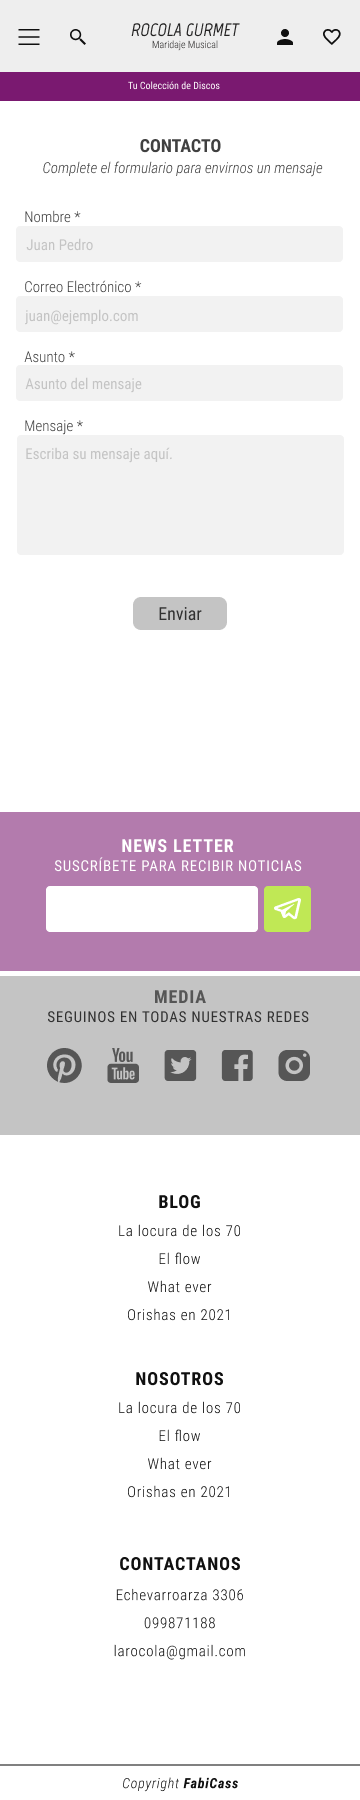 ROCOLA GURMET
Maridaje Musical
Tu Colección de Discos
CONTACTO
Complete el formulario para envirnos un mensaje
Nombre *
Juan Pedro
Correo Electrónico *
juan@ejemplo.com
Asunto *
Asunto del mensaje
Mensaje *
Escriba su mensaje aquí.
Enviar
NEWS LETTER
SUSCRÍBETE PARA RECIBIR NOTICIAS
MEDIA
SEGUINOS EN TODAS NUESTRAS REDES
You
Tube
BLOG
La locura de los 70
El flow
What ever
Orishas en 2021
NOSOTROS
La locura de los 70
El flow
What ever
Orishas en 2021
CONTACTANOS
Echevarroarza 3306
099871188
larocola@gmail.com
Copyright FabiCass